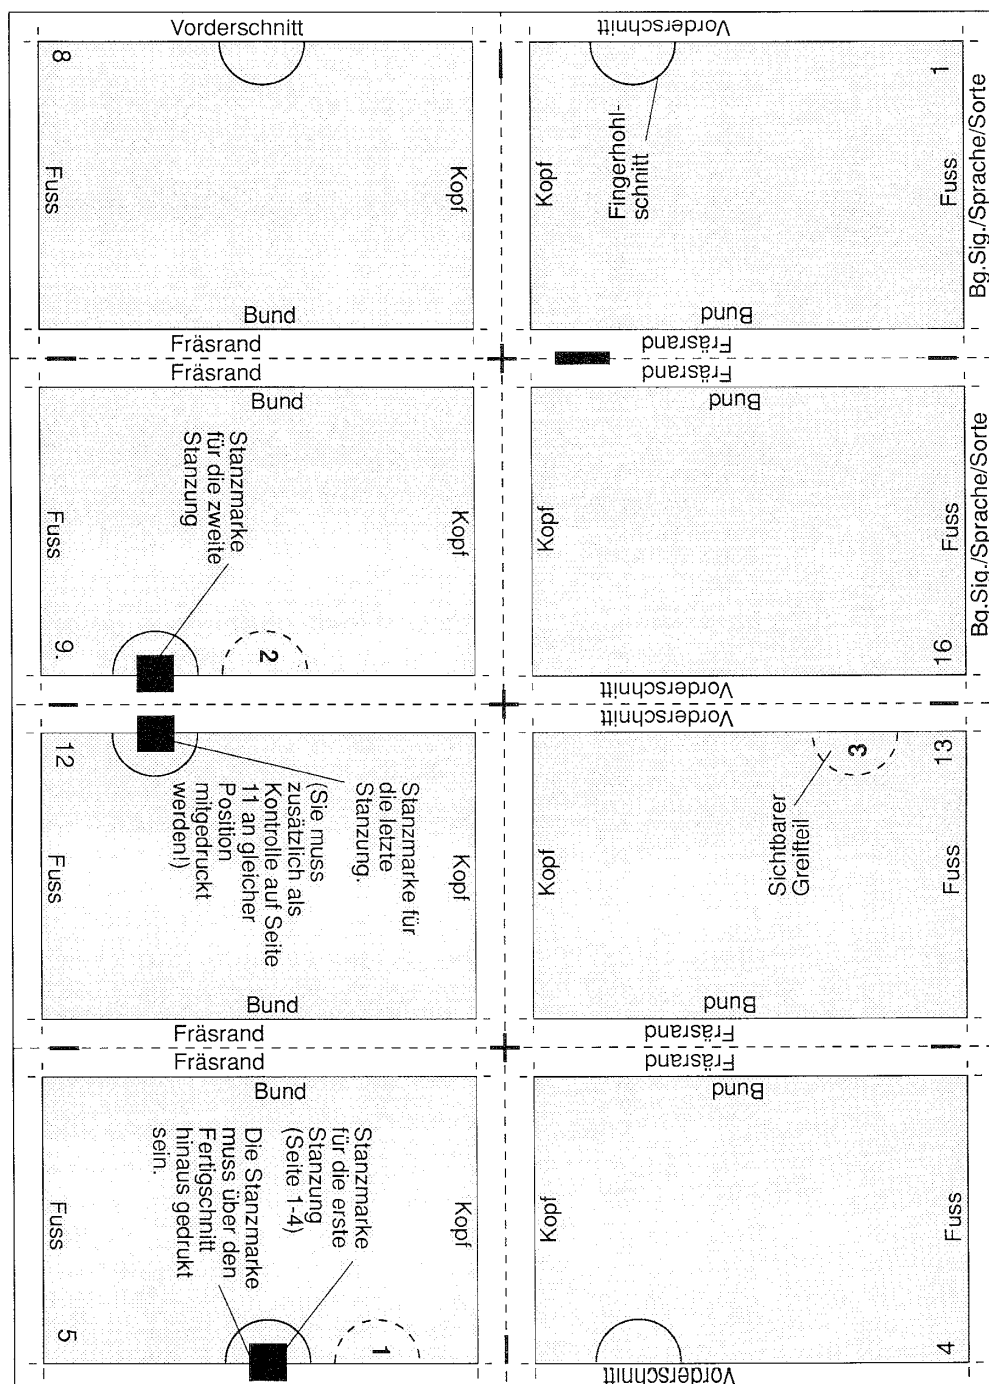 Vorderschnitt
8
Fuss
Kopf
Bund
Fräsrand
Vorderschnitt
1
Fingerhohl-
schnitt
Kopf
Fuss
Bund
Fräsrand
Bg.Sig./Sprache/Sorte
Fräsrand
Bund
Stanzmarke
für die zweite
Stanzung
Fuss
Kopf
9.
2
Fräsrand
Bund
Kopf
Fuss
16
Vorderschnitt
Bg.Sig./Sprache/Sorte
12
Stanzmarke für
die letzte
Stanzung.
(Sie muss
zusätzlich als
Kontrolle auf Seite
11 an gleicher
Position
mitgedruckt
werden!)
Fuss
Kopf
Bund
Fräsrand
Vorderschnitt
3
13
Sichtbarer
Greifteil
Kopf
Fuss
Bund
Fräsrand
Fräsrand
Bund
Stanzmarke
für die erste
Stanzung
(Seite 1-4)
Die Stanzmarke
muss über den
Fertigschnitt
hinaus gedrukt
sein.
Fuss
Kopf
5
1
Fräsrand
Bund
Kopf
Fuss
4
Vorderschnitt